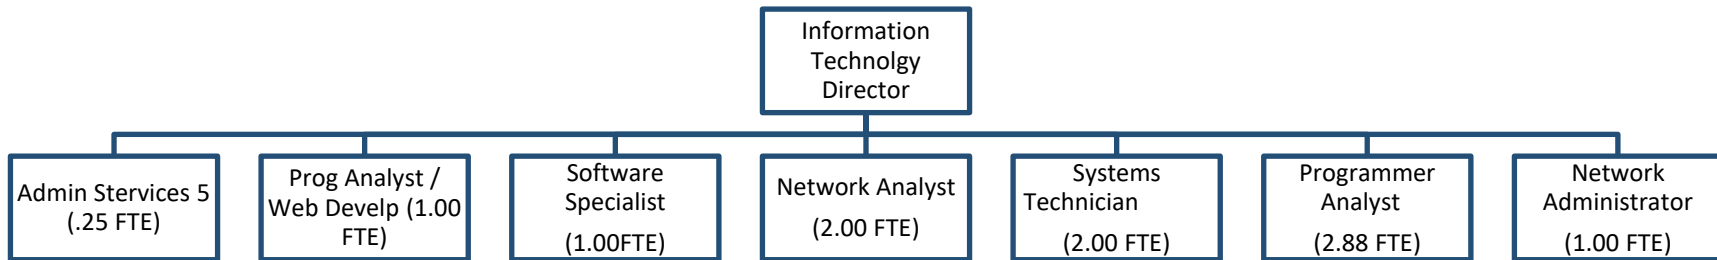 Information
Technolgy
Director
Admin Stervices 5
(.25 FTE)
Prog Analyst /
Web Develp (1.00
FTE)
Software
Specialist
(1.00FTE)
Network Analyst
(2.00 FTE)
Systems
Technician
(2.00 FTE)
Programmer
Analyst
(2.88 FTE)
Network
Administrator
(1.00 FTE)